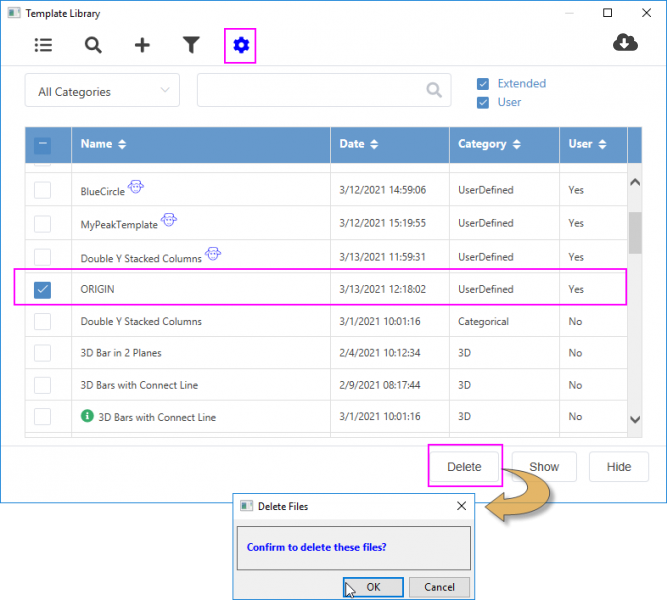 Template Library
All Categories
Extended
User
Name Date Category User
BlueCircle 3/12/2021 14:59:06 UserDefined Yes
MyPeakTemplate 3/12/2021 15:19:55 UserDefined Yes
Double Y Stacked Columns 3/13/2021 11:59:31 UserDefined Yes
ORIGIN 3/13/2021 12:18:02 UserDefined Yes
Double Y Stacked Columns 3/1/2021 10:01:16 Categorical No
3D Bar in 2 Planes 2/4/2021 10:12:34 3D No
3D Bars with Connect Line 2/9/2021 08:17:44 3D No
3D Bars with Connect Line 3/1/2021 10:01:16 3D No
Delete Show Hide
Delete Files
Confirm to delete these files?
OK Cancel